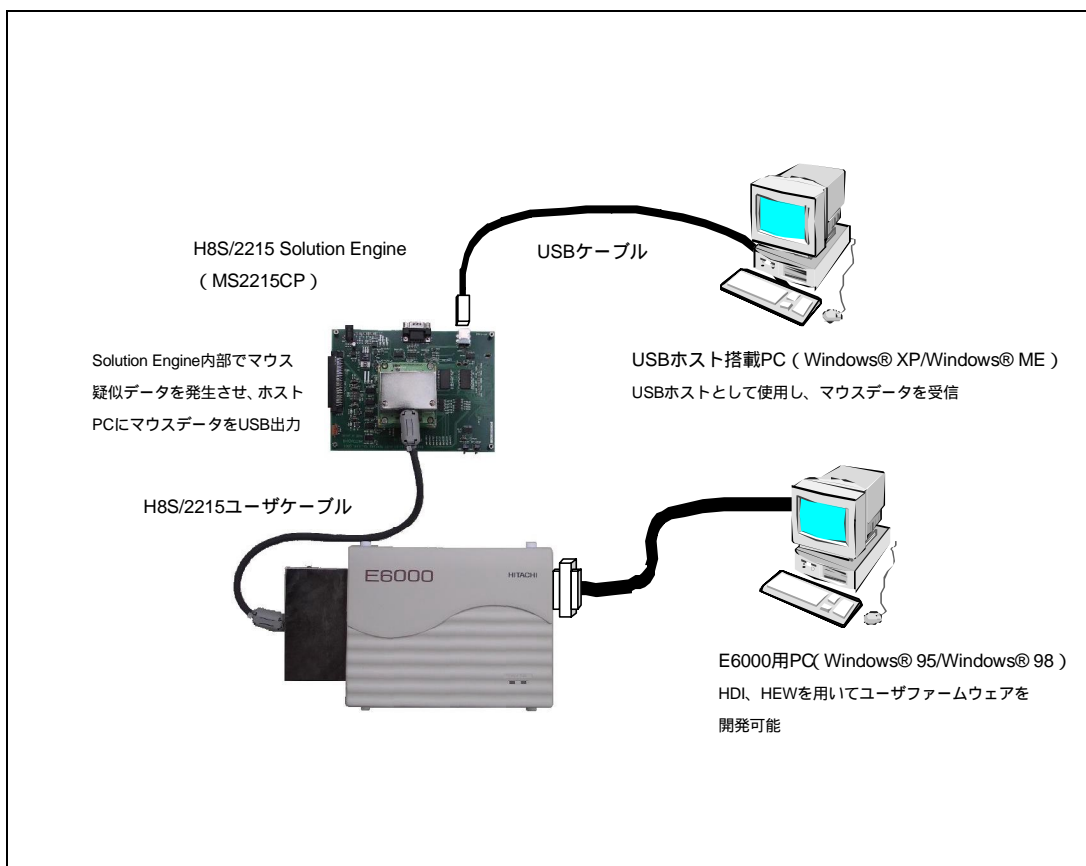 H8S/2215 Solution Engine
（MS2215CP）
USBケーブル
Solution Engine内部でマウス
疑似データを発生させ、ホスト
PCにマウスデータをUSB出力
USBホスト搭載PC（Windows® XP/Windows® ME）
USBホストとして使用し、マウスデータを受信
H8S/2215ユーザケーブル
E6000
HITACHI
E6000用PC（Windows® 95/Windows® 98）
HDI、HEWを用いてユーザファームウェアを
開発可能